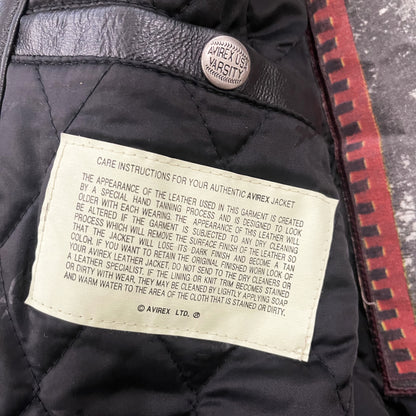 AVIREX USA
VARSITY
CARE INSTRUCTIONS FOR YOUR AUTHENTIC AVIREX JACKET
THE APPEARANCE OF THE LEATHER USED IN THIS GARMENT IS CREATED
BY A SPECIAL HAND TANNING PROCESS AND IS DESIGNED TO LOOK
OLDER WITH EACH WEARING. THE APPEARANCE OF THIS LEATHER WILL
BE ALTERED IF THE GARMENT IS SUBJECTED TO ANY DRY CLEANING
PROCESS WHICH WILL REMOVE THE SURFACE FINISH OF THE LEATHER SO
THAT THE JACKET WILL LOSE ITS DARK FINISH AND BECOME A TAN
COLOR. IF YOU WANT TO RETAIN THE ORIGINAL FINISHED WORN LOOK OF
YOUR AVIREX LEATHER JACKET, DO NOT SEND TO THE DRY CLEANERS OR
A LEATHER SPECIALIST. IF THE LINING OR KNIT TRIM BECOMES STAINED
OR DIRTY WITH WEAR, THEY MAY BE CLEANED BY LIGHTLY APPLYING SOAP
AND WARM WATER TO THE AREA OF THE CLOTH THAT IS STAINED OR DIRTY.
© AVIREX LTD.